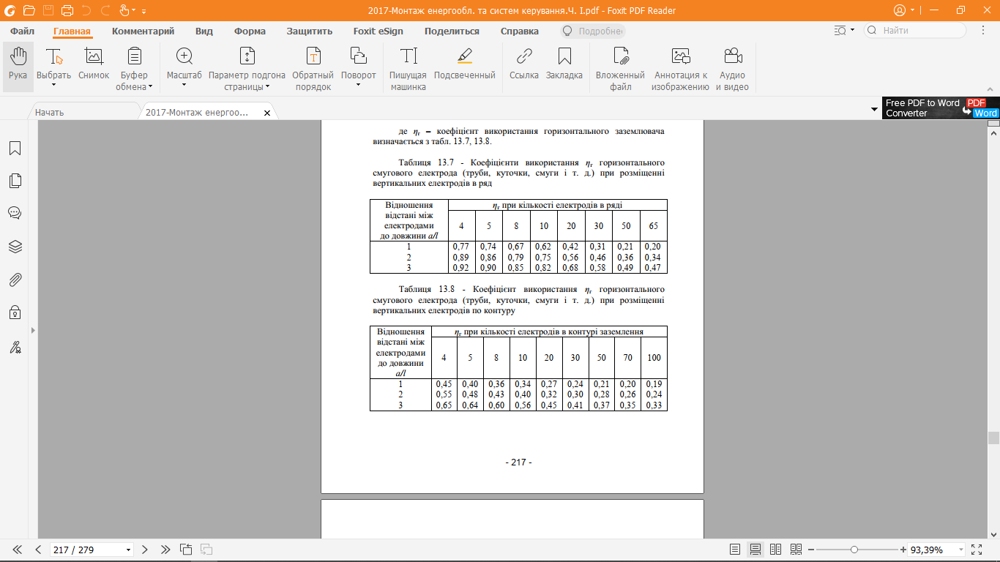 2017-Монтаж енергообл. та систем керування.Ч. І.pdf - Foxit PDF Reader
Файл Главная Комментарий Вид Форма Защитить Foxit eSign Поделиться Справка Подробнее Найти
Рука Выбрать Снимок Буфер обмена Масштаб Параметр подгона страницы Обратный порядок Поворот Пишущая машинка Подсвеченный Ссылка Закладка Вложенный файл Аннотация к изображению Аудио и видео
Начать 2017-Монтаж енергоо...
Free PDF to Word PDF
Converter Word
де ηг – коефіцієнт використання горизонтального заземлювача
визначається з табл. 13.7, 13.8.
Таблиця 13.7 - Коефіцієнти використання ηг горизонтального
смугового електрода (труби, куточки, смуги і т. д.) при розміщенні
вертикальних електродів в ряд
Відношення
відстані між
електродами
до довжини a/l
ηг при кількості електродів в ряді
4 5 8 10 20 30 50 65
1 0,77 0,74 0,67 0,62 0,42 0,31 0,21 0,20
2 0,89 0,86 0,79 0,75 0,56 0,46 0,36 0,34
3 0,92 0,90 0,85 0,82 0,68 0,58 0,49 0,47
Таблиця 13.8 - Коефіцієнт використання ηг горизонтального
смугового електрода (труби, куточки, смуги і т. д.) при розміщенні
вертикальних електродів по контуру
Відношення
відстані між
електродами
до довжини
a/l
ηг при кількості електродів в контурі заземлення
4 5 8 10 20 30 50 70 100
1 0,45 0,40 0,36 0,34 0,27 0,24 0,21 0,20 0,19
2 0,55 0,48 0,43 0,40 0,32 0,30 0,28 0,26 0,24
3 0,65 0,64 0,60 0,56 0,45 0,41 0,37 0,35 0,33
- 217 -
217 / 279 93,39%